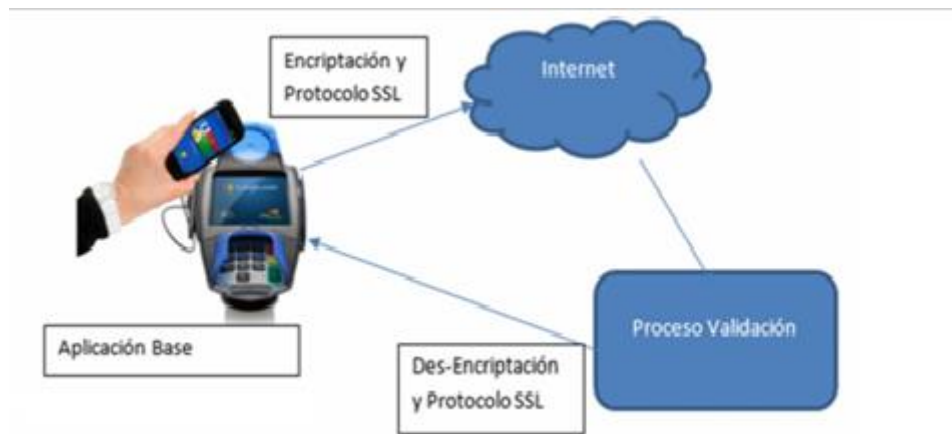 Encriptación y
Protocolo SSL
Internet
Aplicación Base
Proceso Validación
Des-Encriptación
y Protocolo SSL